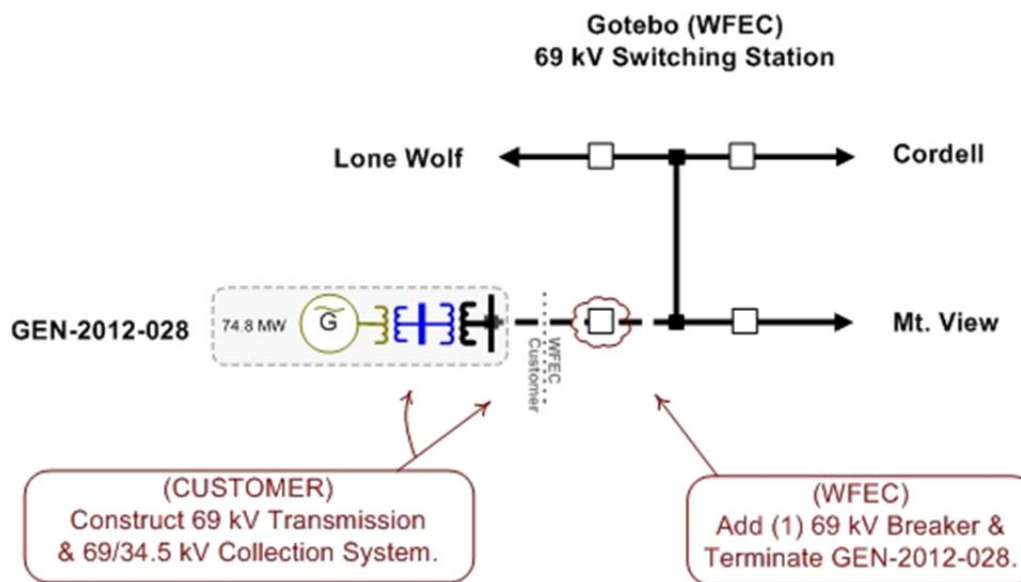 Gotebo (WFEC)
69 kV Switching Station
Lone Wolf
Cordell
GEN-2012-028
74.8 MW
G
WFEC
Customer
Mt. View
(CUSTOMER)
Construct 69 kV Transmission
& 69/34.5 kV Collection System.
(WFEC)
Add (1) 69 kV Breaker &
Terminate GEN-2012-028.